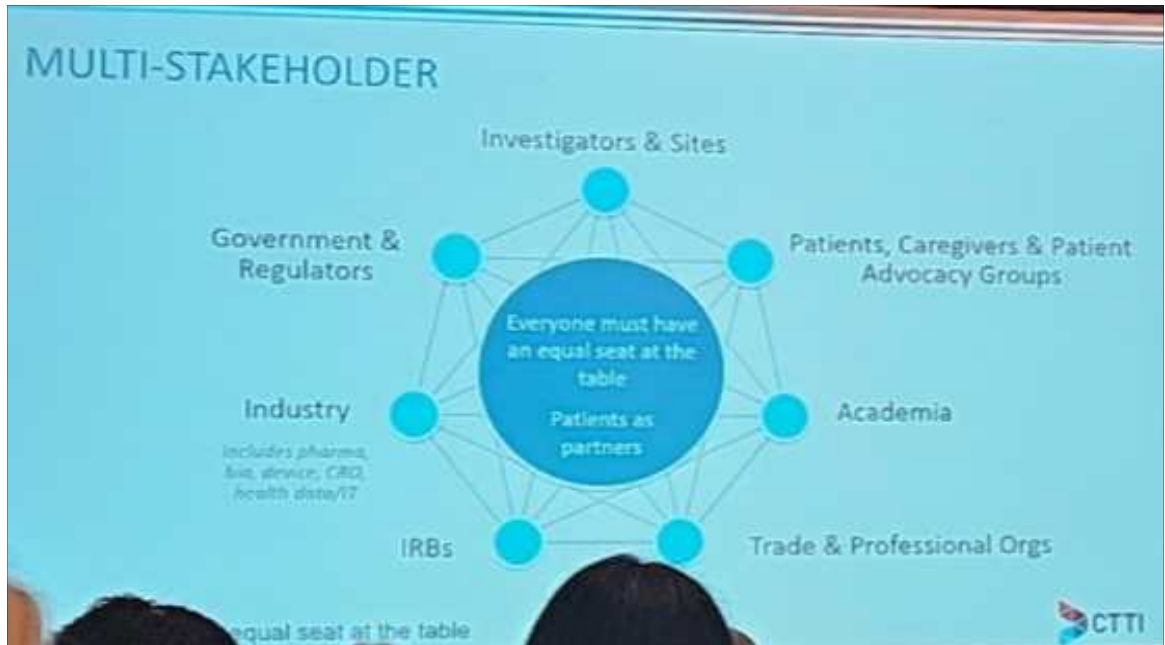 MULTI-STAKEHOLDER
Investigators & Sites
Government &
Regulators
Patients, Caregivers & Patient
Advocacy Groups
Everyone must have
an equal seat at the
table
Patients as
partners
Industry
Includes pharma,
bio, device, CRO,
health data/IT
Academia
IRBs
Trade & Professional Orgs
equal seat at the table
CTTI